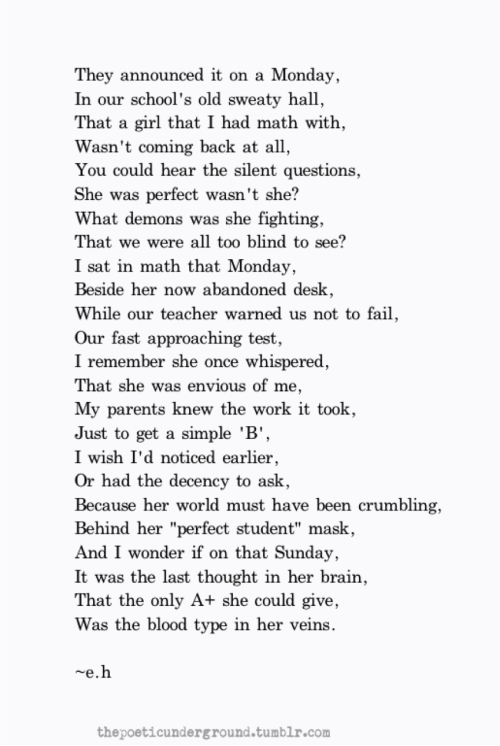 They announced it on a Monday,
In our school's old sweaty hall,
That a girl that I had math with,
Wasn't coming back at all,
You could hear the silent questions,
She was perfect wasn't she?
What demons was she fighting,
That we were all too blind to see?
I sat in math that Monday,
Beside her now abandoned desk,
While our teacher warned us not to fail,
Our fast approaching test,
I remember she once whispered,
That she was envious of me,
My parents knew the work it took,
Just to get a simple 'B',
I wish I'd noticed earlier,
Or had the decency to ask,
Because her world must have been crumbling,
Behind her "perfect student" mask,
And I wonder if on that Sunday,
It was the last thought in her brain,
That the only A+ she could give,
Was the blood type in her veins.
~e.h
thepoeticunderground.tumblr.com